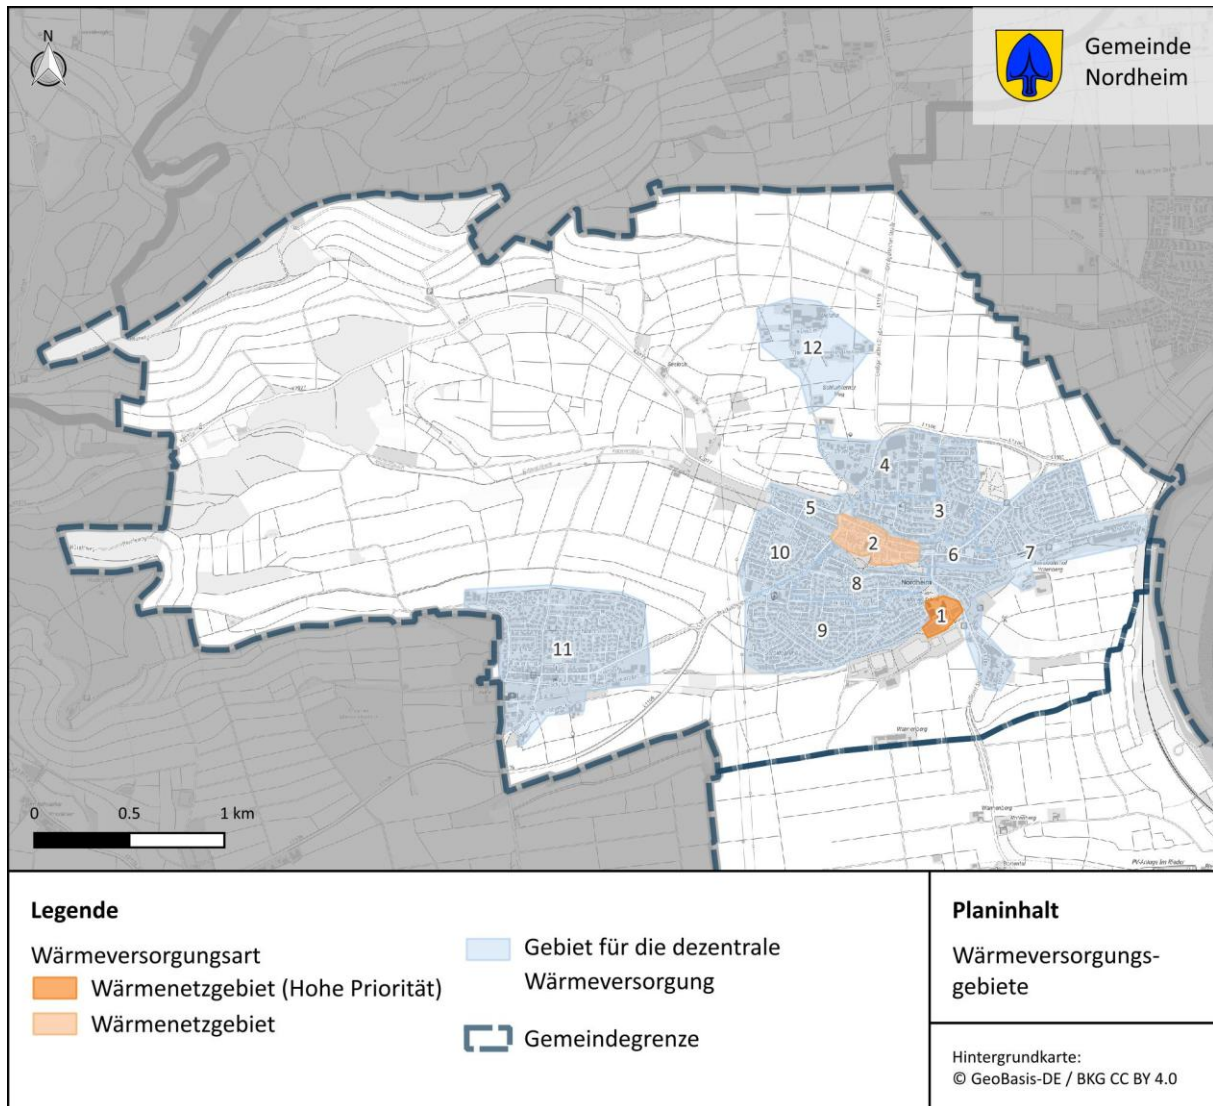 N
Gemeinde
Nordheim
12
4
5
3
2
10
6
7
8
Nordheim
1
9
11
0
0.5
1 km
Legende
Wärmeversorgungsart
Wärmenetzgebiet (Hohe Priorität)
Wärmenetzgebiet
Gebiet für die dezentrale
Wärmeversorgung
Gemeindegrenze
Planinhalt
Wärmeversorgungs-
gebiete
Hintergrundkarte:
© GeoBasis-DE / BKG CC BY 4.0